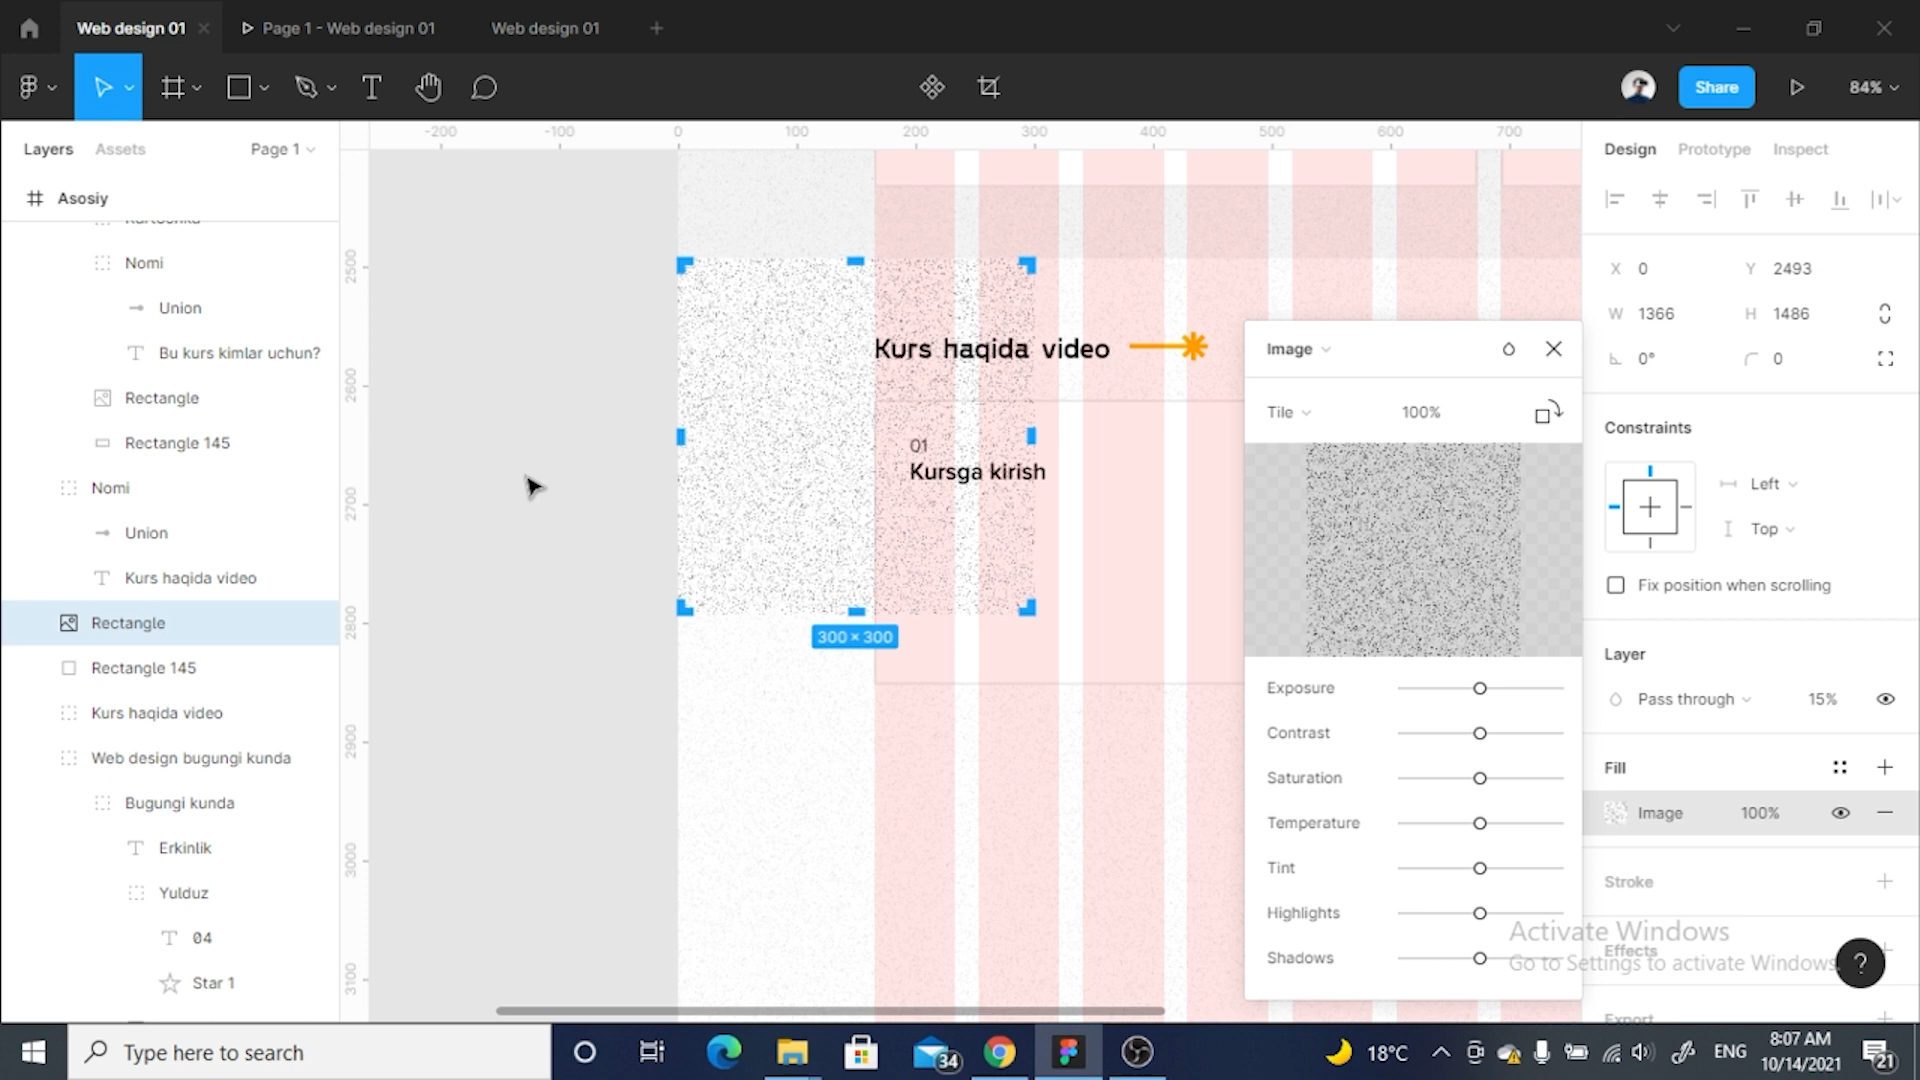 Web design 01
Page 1 - Web design 01
Web design 01
Share
84%
Layers
Assets
Page 1
Asosiy
Nomi
Union
Bu kurs kimlar uchun?
Rectangle
Rectangle 145
Nomi
Union
Kurs haqida video
Rectangle
Rectangle 145
Kurs haqida video
Web design bugungi kunda
Bugungi kunda
Erkinlik
Yulduz
04
Star 1
-200
-100
0
100
200
300
400
500
600
700
2500
2600
2700
2800
2900
3000
3100
Kurs haqida video
01
Kursga kirish
300 × 300
Image
Tile
100%
Exposure
Contrast
Saturation
Temperature
Tint
Highlights
Shadows
Design
Prototype
Inspect
X 0
Y 2493
W 1366
H 1486
0°
0
Constraints
Left
Top
Fix position when scrolling
Layer
Pass through
15%
Fill
Image
100%
Stroke
Effects
Export
Activate Windows
Go to Settings to activate Windows.
?
Type here to search
34
18°C
ENG
8:07 AM
10/14/2021
21